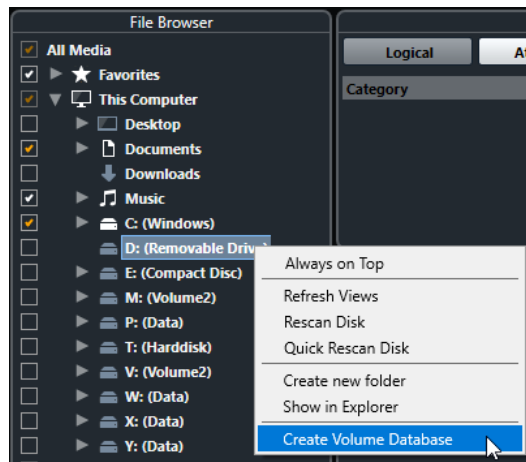 File Browser
All Media
Favorites
This Computer
Desktop
Documents
Downloads
Music
C: (Windows)
D: (Removable Drive)
E: (Compact Disc)
M: (Volume2)
P: (Data)
T: (Harddisk)
V: (Volume2)
W: (Data)
X: (Data)
Y: (Data)
Logical
Category
Always on Top
Refresh Views
Rescan Disk
Quick Rescan Disk
Create new folder
Show in Explorer
Create Volume Database